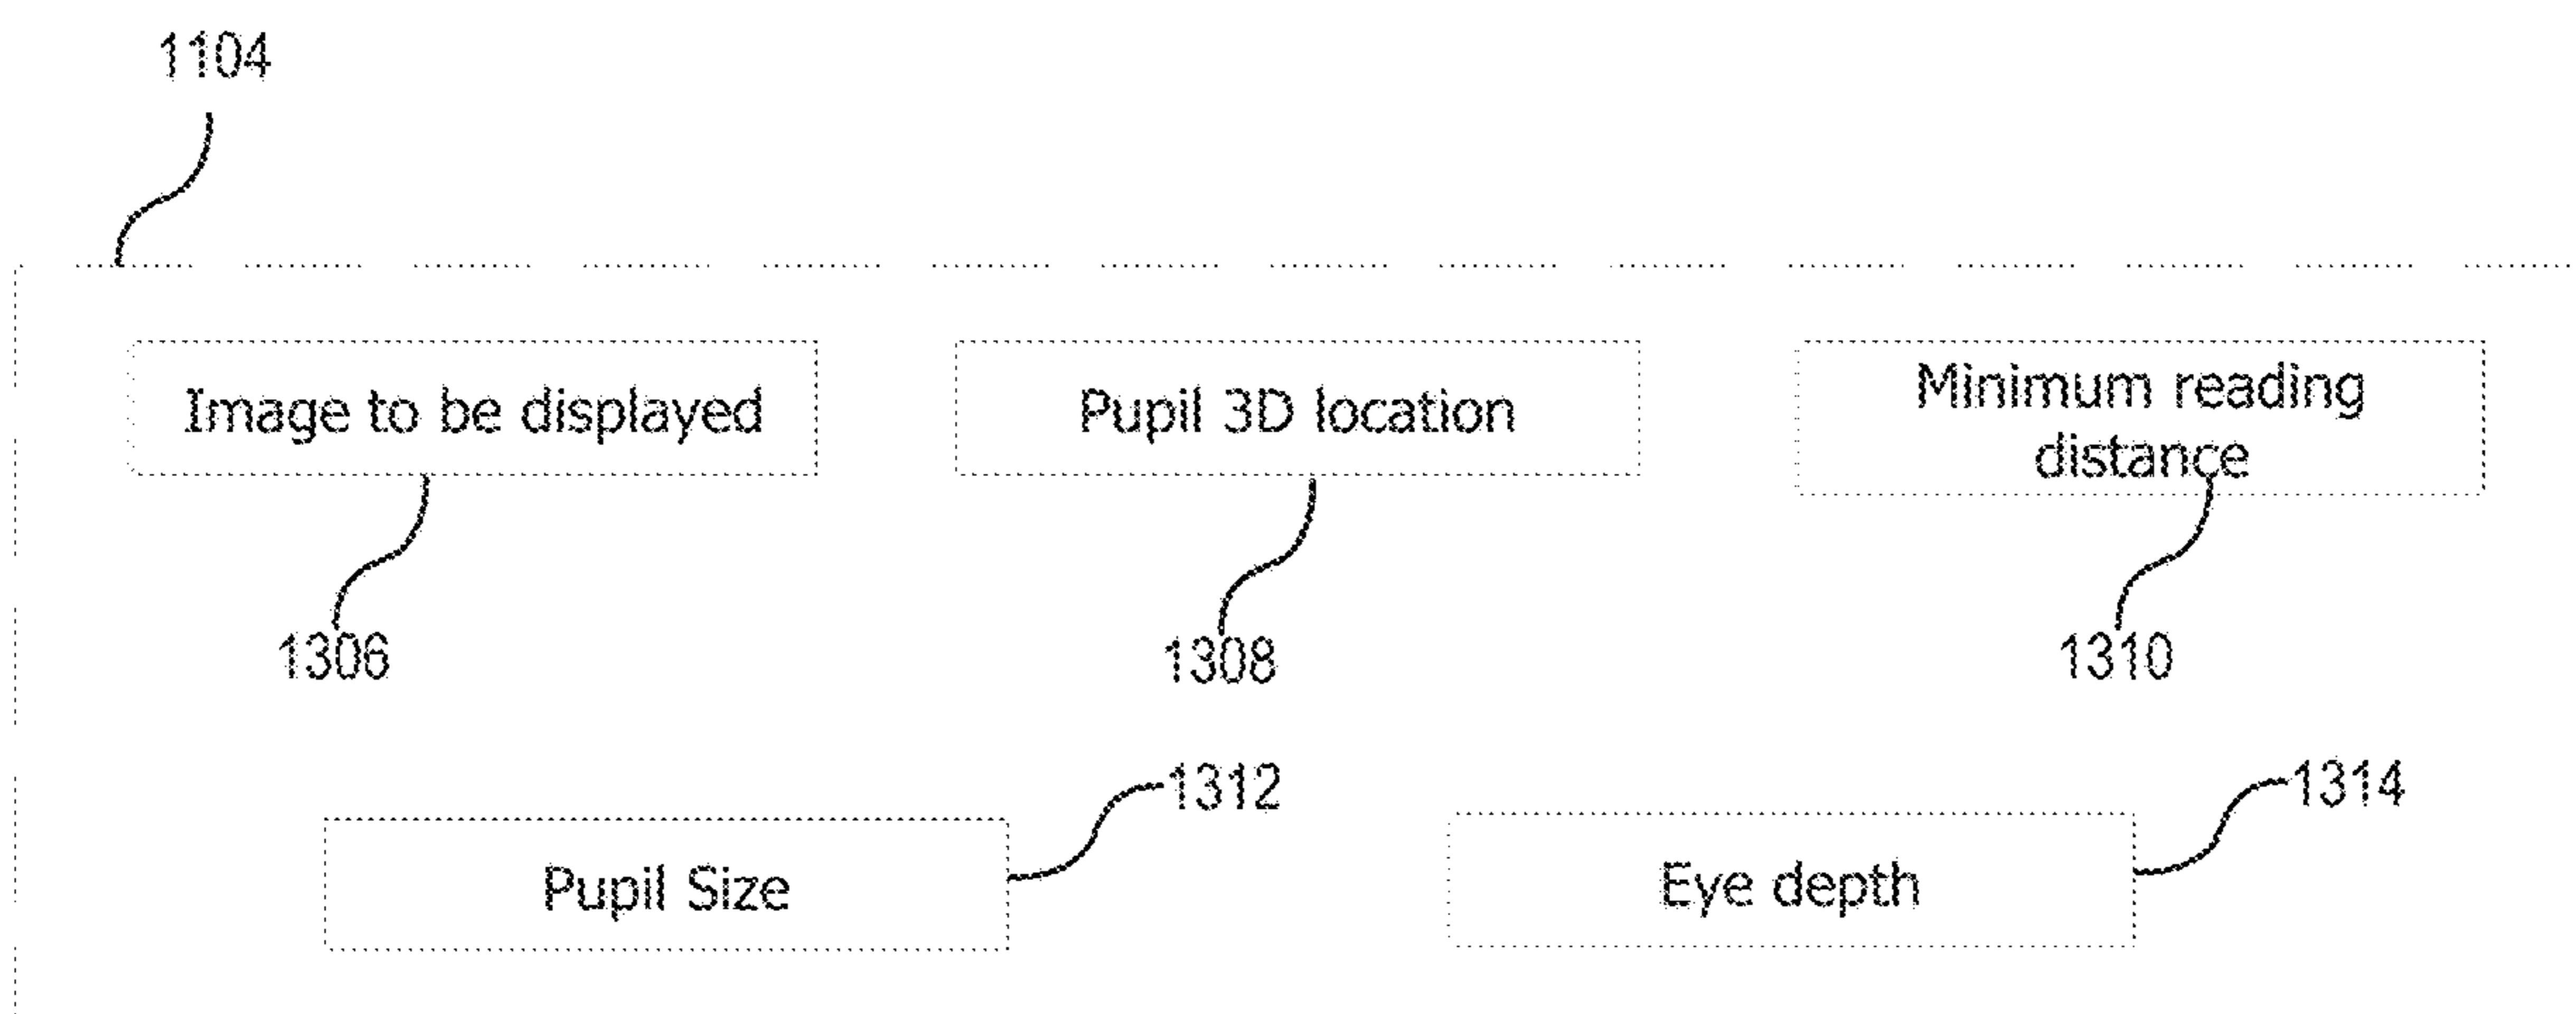 1104
Image to be displayed
Pupil 3D location
Minimum reading
distance
1306
1308
1310
1312
1314
Pupil Size
Eye depth